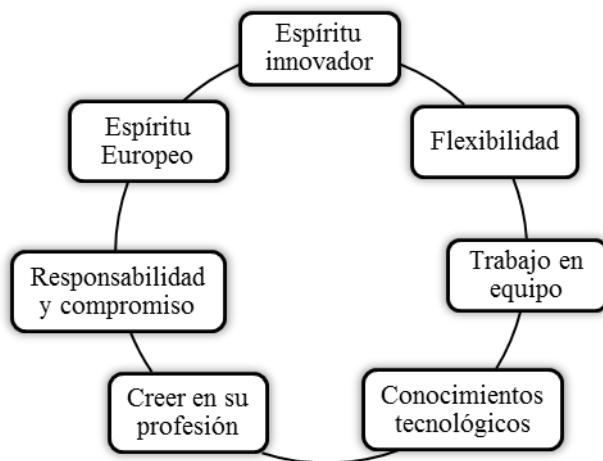 Espíritu
innovador
Flexibilidad
Trabajo en
equipo
Conocimientos
tecnológicos
Creer en su
profesión
Responsabilidad
y compromiso
Espíritu
Europeo